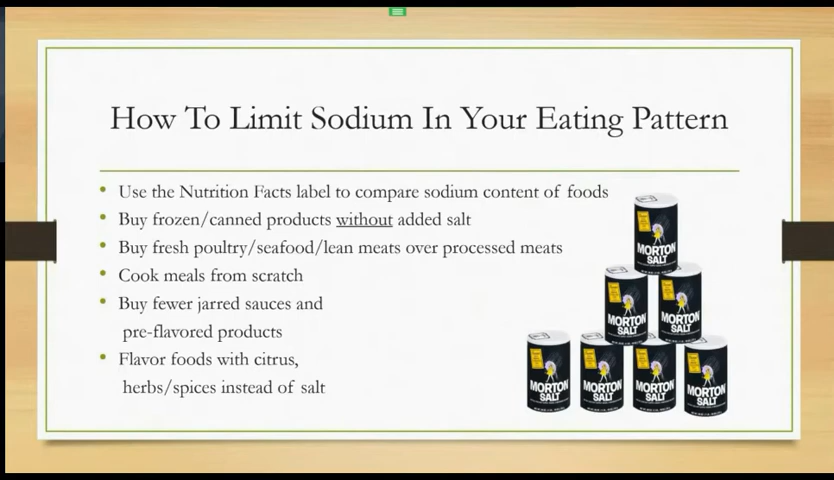 How To Limit Sodium In Your Eating Pattern
• Use the Nutrition Facts label to compare sodium content of foods
• Buy frozen/canned products without added salt
• Buy fresh poultry/seafood/lean meats over processed meats
• Cook meals from scratch
• Buy fewer jarred sauces and
pre-flavored products
• Flavor foods with citrus,
herbs/spices instead of salt
MORTON
SALT
MORTON
SALT
MORTON
SALT
MORTON
SALT
MORTON
SALT
MORTON
SALT
MORTON
SALT